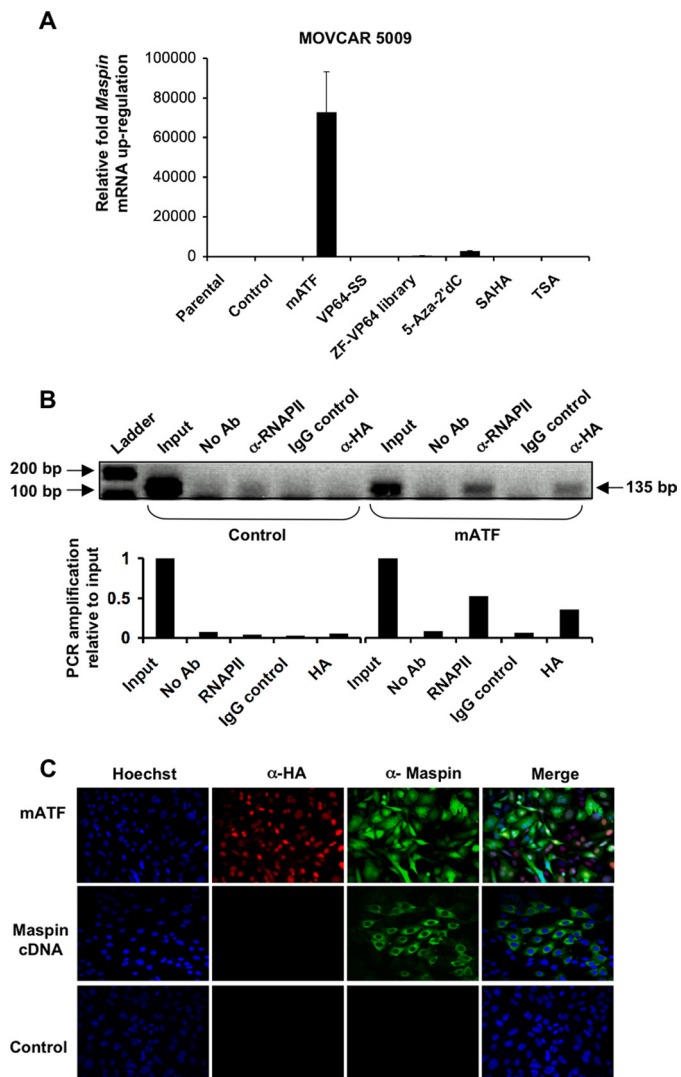 A
MOVCAR 5009
Relative fold Maspin
mRNA up-regulation
100000
80000
60000
40000
20000
0
Parental
Control
mATF
VP64-SS
ZF-VP64 library
5-Aza-2'dC
SAHA
TSA
B
Ladder
Input
No Ab
α-RNAPII
IgG control
α-HA
Input
No Ab
α-RNAPII
IgG control
α-HA
200 bp
100 bp
135 bp
Control
mATF
PCR amplification
relative to input
1
0.5
0
Input
No Ab
RNAPII
IgG control
HA
Input
No Ab
RNAPII
IgG control
HA
C
Hoechst
α-HA
α- Maspin
Merge
mATF
Maspin
cDNA
Control